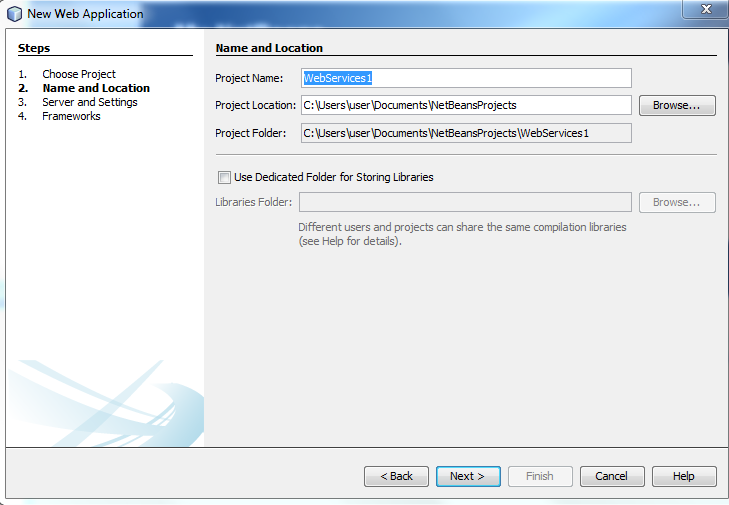 New Web Application
Steps
1. Choose Project
2. Name and Location
3. Server and Settings
4. Frameworks
Name and Location
Project Name: WebServices1
Project Location: C:\Users\user\Documents\NetBeansProjects Browse...
Project Folder: C:\Users\user\Documents\NetBeansProjects\WebServices1
Use Dedicated Folder for Storing Libraries
Libraries Folder: Browse...
Different users and projects can share the same compilation libraries
(see Help for details).
< Back Next > Finish Cancel Help